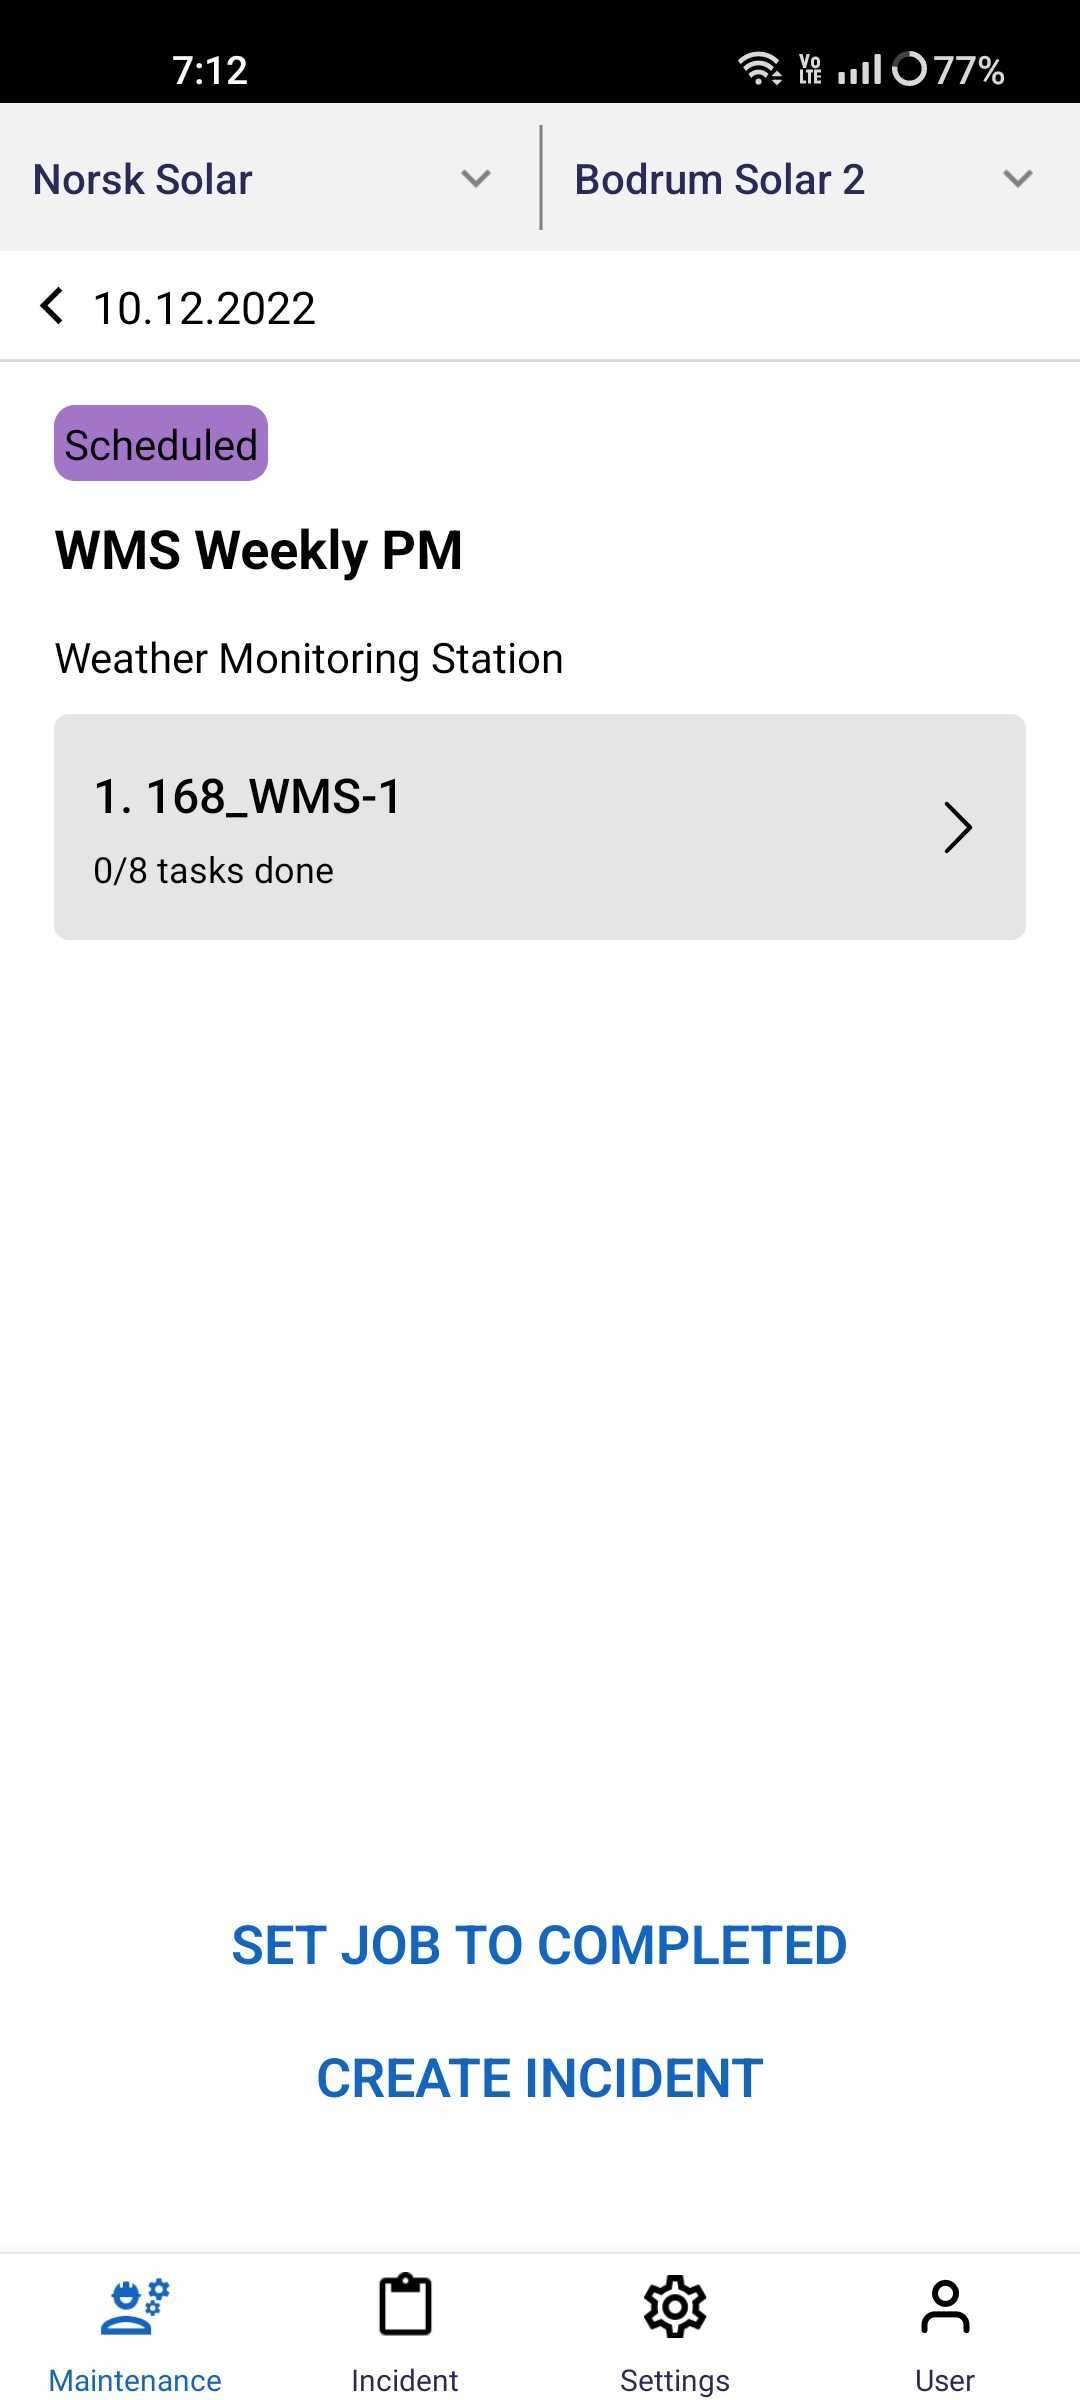 7:12
Vo LTE 77%
Norsk Solar
Bodrum Solar 2
10.12.2022
Scheduled
WMS Weekly PM
Weather Monitoring Station
1. 168_WMS-1
0/8 tasks done
SET JOB TO COMPLETED
CREATE INCIDENT
Maintenance
Incident
Settings
User